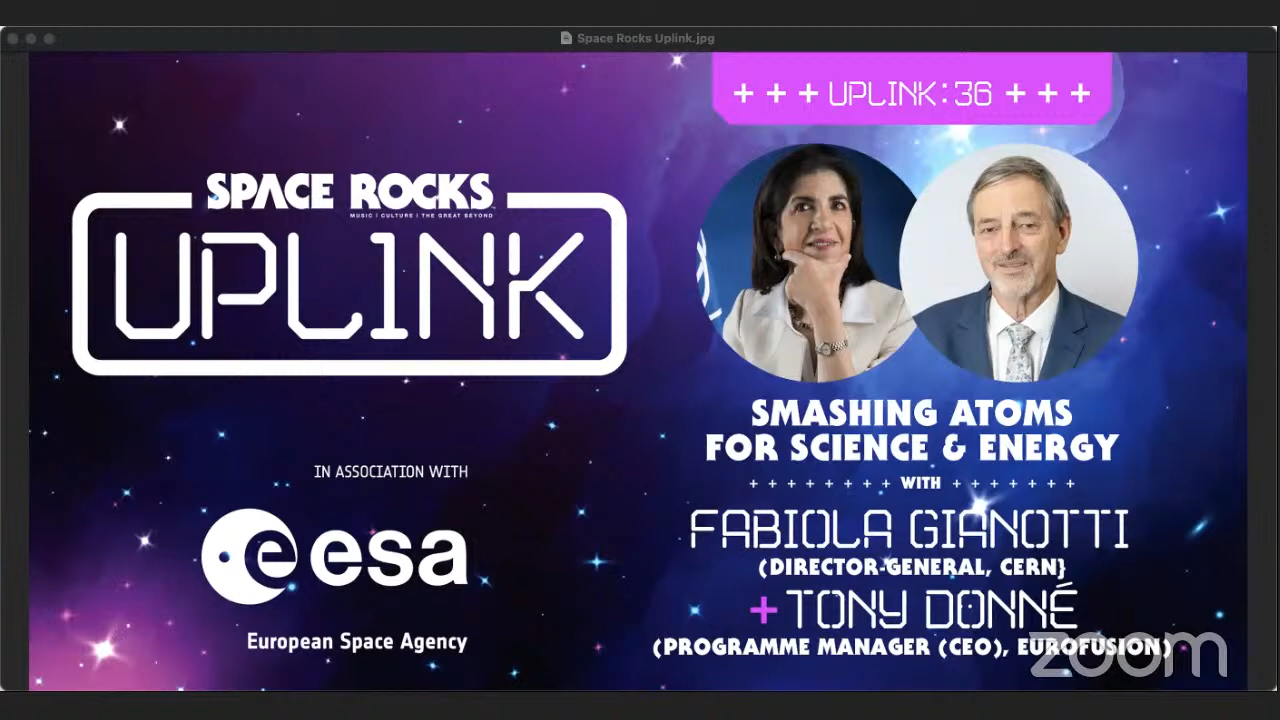 Space Rocks Uplink.jpg
+ + + UPLINK:36 + + +
SPACE ROCKS
MUSIC | CULTURE | THE GREAT BEYOND
UPLINK
IN ASSOCIATION WITH
esa
European Space Agency
SMASHING ATOMS
FOR SCIENCE & ENERGY
+ + + + + + + + WITH + + + + + + +
FABIOLA GIANOTTI
(DIRECTOR-GENERAL, CERN}
+ TONY DONNÉ
(PROGRAMME MANAGER (CEO), EUROFUSION)
zoom